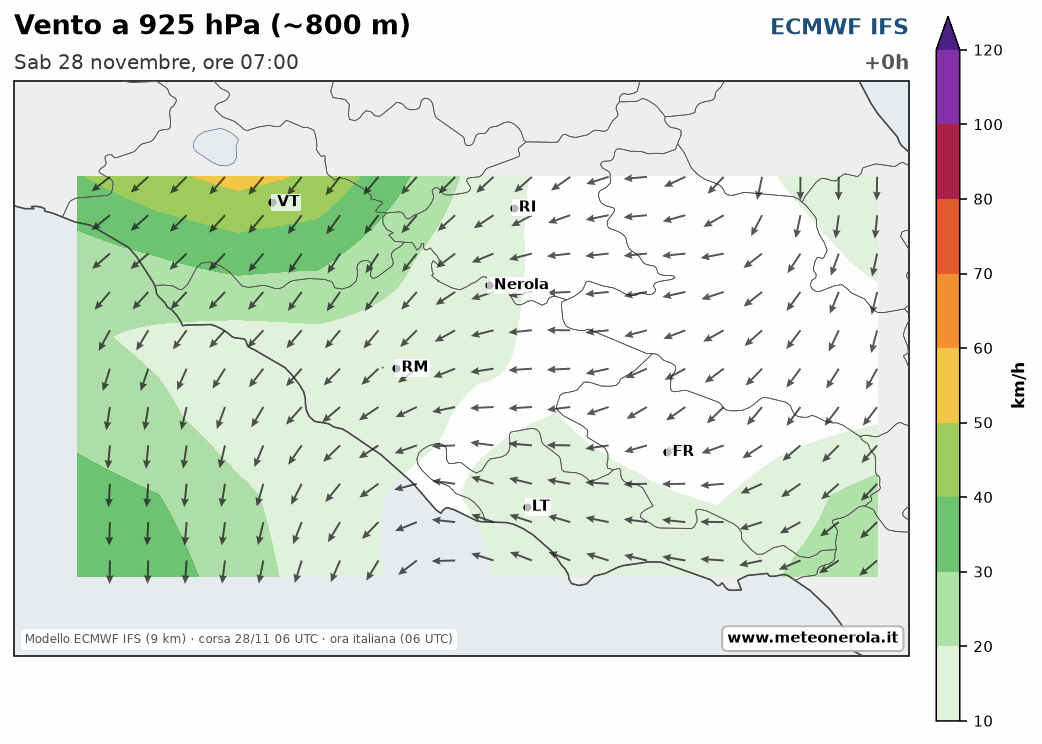 Vento a 925 hPa (~800 m)
ECMWF IFS
Sab 28 novembre, ore 07:00
+0h
120
100
80
70
60
50
40
30
20
10
km/h
VT
RI
Nerola
RM
FR
LT
Modello ECMWF IFS (9 km) · corsa 28/11 06 UTC · ora italiana (06 UTC)
www.meteonerola.it